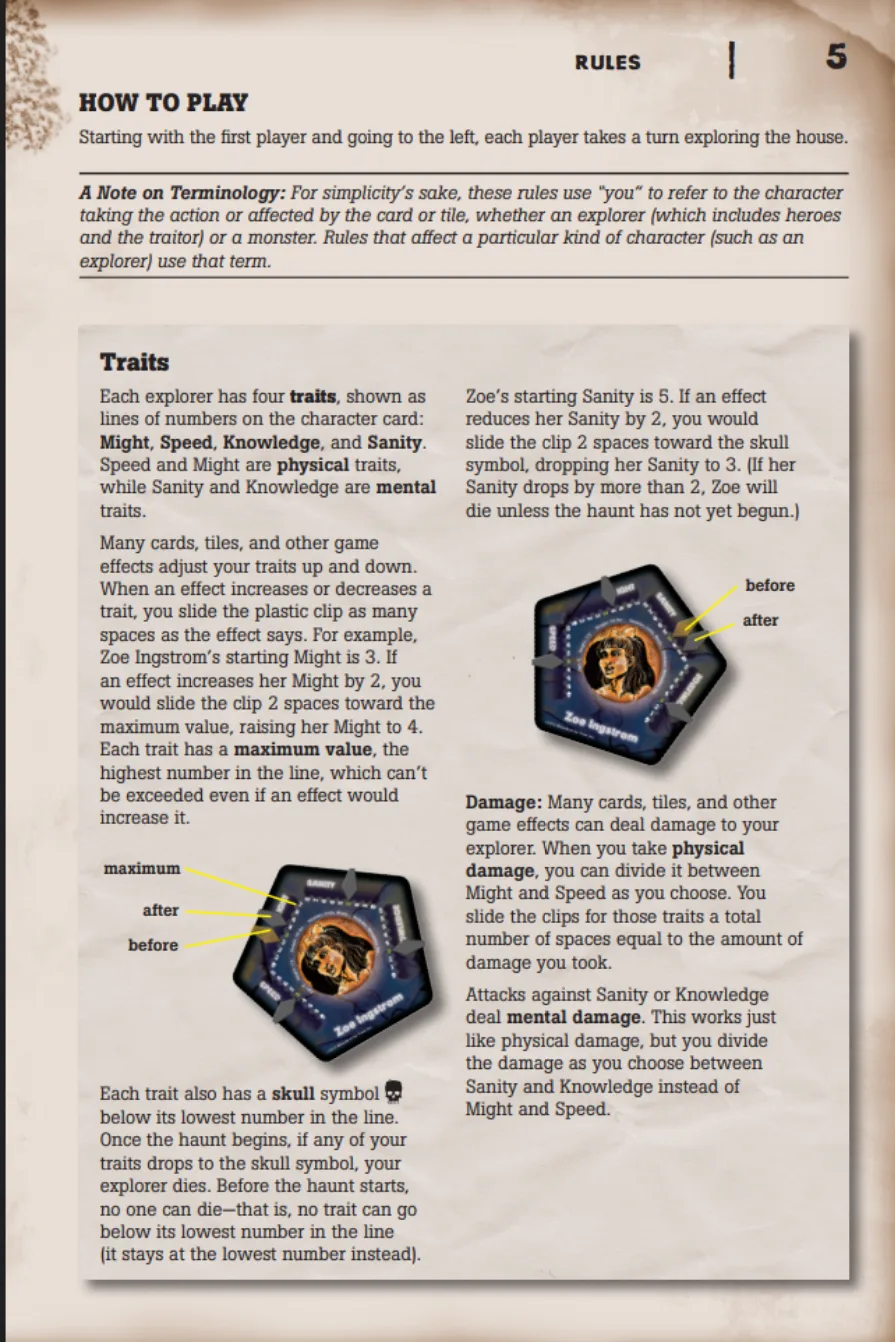 RULES 5
HOW TO PLAY
Starting with the first player and going to the left, each player takes a turn exploring the house.
A Note on Terminology: For simplicity's sake, these rules use "you" to refer to the character
taking the action or affected by the card or tile, whether an explorer (which includes heroes
and the traitor) or a monster. Rules that affect a particular kind of character (such as an
explorer) use that term.
Traits
Each explorer has four traits, shown as
lines of numbers on the character card:
Might, Speed, Knowledge, and Sanity.
Speed and Might are physical traits,
while Sanity and Knowledge are mental
traits.
Many cards, tiles, and other game
effects adjust your traits up and down.
When an effect increases or decreases a
trait, you slide the plastic clip as many
spaces as the effect says. For example,
Zoe Ingstrom's starting Might is 3. If
an effect increases her Might by 2, you
would slide the clip 2 spaces toward the
maximum value, raising her Might to 4.
Each trait has a maximum value, the
highest number in the line, which can't
be exceeded even if an effect would
increase it.
maximum
after
before
SANITY
SPEED
Zoe Ingstrom
Each trait also has a skull symbol
below its lowest number in the line.
Once the haunt begins, if any of your
traits drops to the skull symbol, your
explorer dies. Before the haunt starts,
no one can die—that is, no trait can go
below its lowest number in the line
(it stays at the lowest number instead).
Zoe's starting Sanity is 5. If an effect
reduces her Sanity by 2, you would
slide the clip 2 spaces toward the skull
symbol, dropping her Sanity to 3. (If her
Sanity drops by more than 2, Zoe will
die unless the haunt has not yet begun.)
before
after
SANITY
SPEED
Zoe Ingstrom
Damage: Many cards, tiles, and other
game effects can deal damage to your
explorer. When you take physical
damage, you can divide it between
Might and Speed as you choose. You
slide the clips for those traits a total
number of spaces equal to the amount of
damage you took.
Attacks against Sanity or Knowledge
deal mental damage. This works just
like physical damage, but you divide
the damage as you choose between
Sanity and Knowledge instead of
Might and Speed.